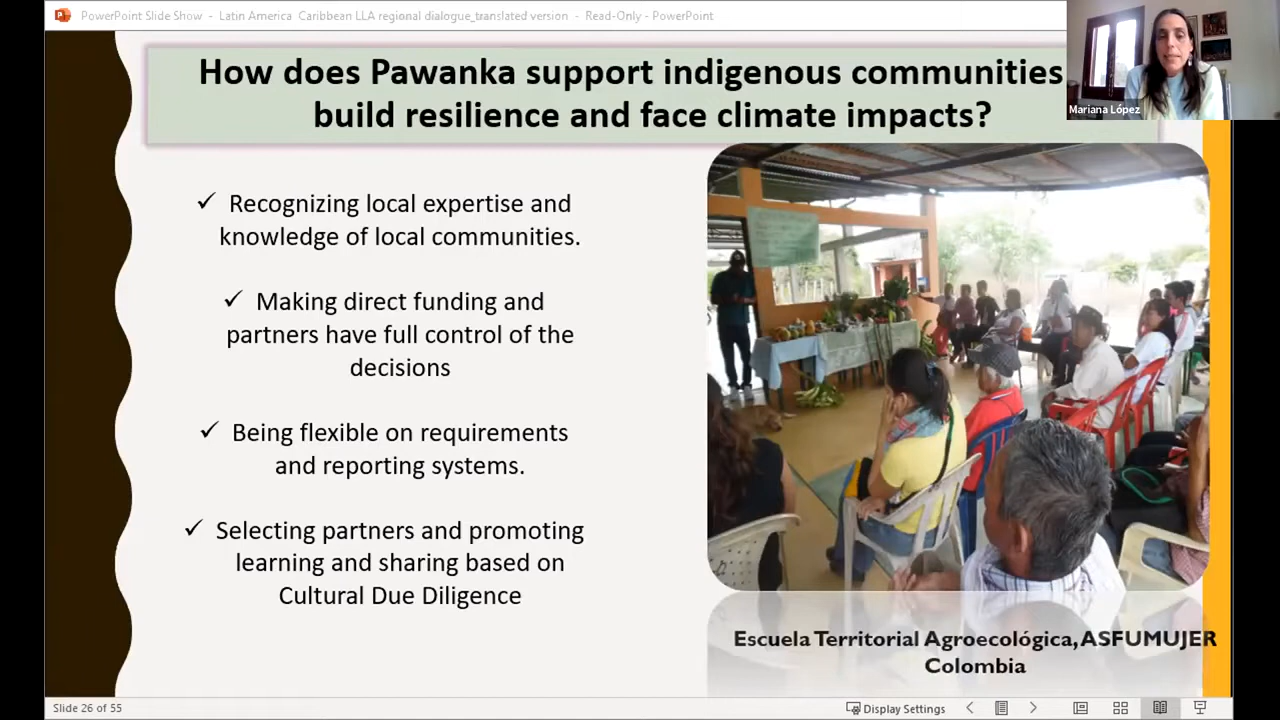 PowerPoint Slide Show - Latin America Caribbean LLA regional dialogue_translated version - Read-Only - PowerPoint
How does Pawanka support indigenous communities
build resilience and face climate impacts?
Mariana López
✓ Recognizing local expertise and
knowledge of local communities.
✓ Making direct funding and
partners have full control of the
decisions
✓ Being flexible on requirements
and reporting systems.
✓ Selecting partners and promoting
learning and sharing based on
Cultural Due Diligence
Escuela Territorial Agroecológica, ASFUMUJER
Colombia
Slide 26 of 55
Display Settings